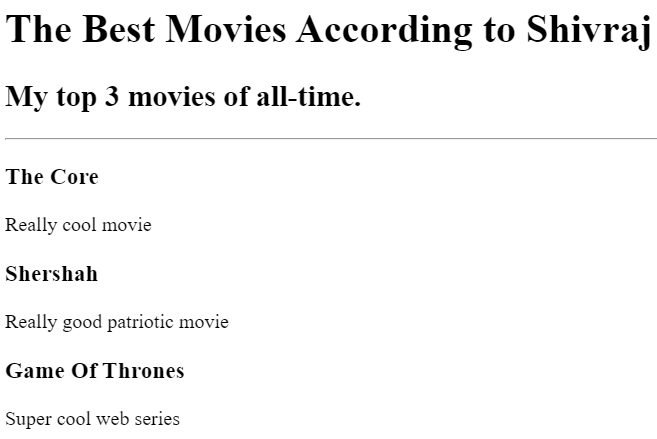 The Best Movies According to Shivraj
My top 3 movies of all-time.
The Core
Really cool movie
Shershah
Really good patriotic movie
Game Of Thrones
Super cool web series